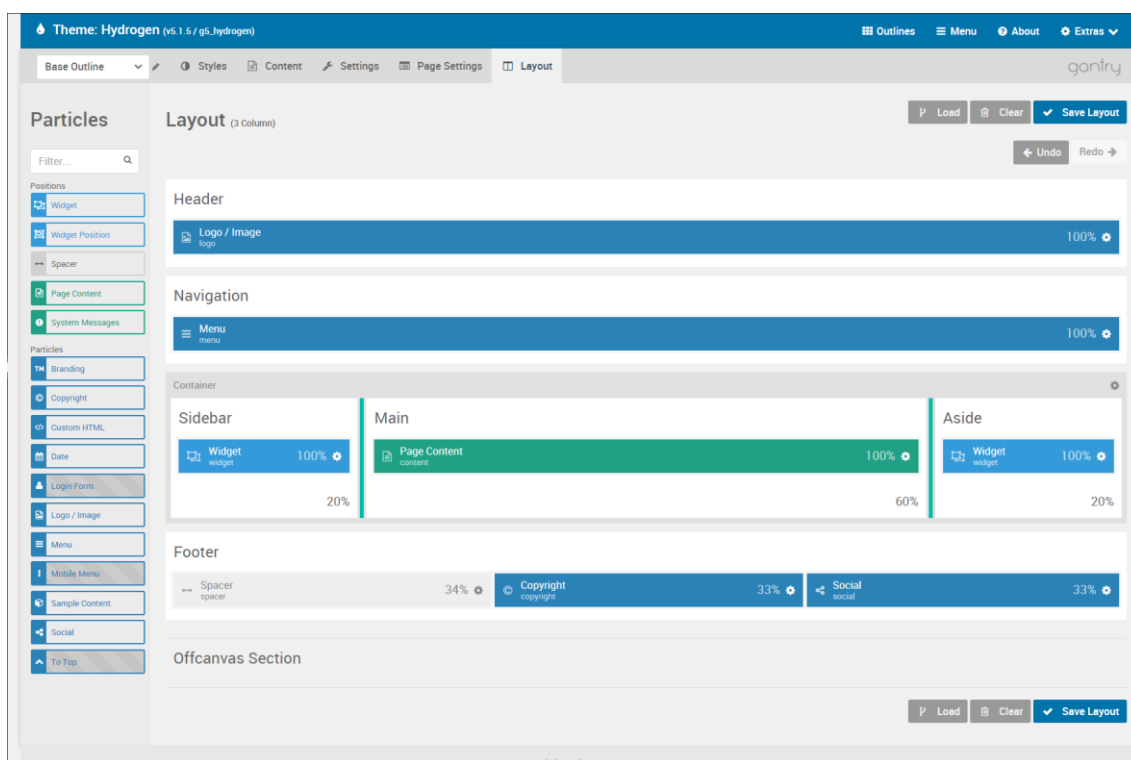 Theme: Hydrogen (v5.1.5 / g5_hydrogen) Outlines Menu About Extras
Base Outline Styles Content Settings Page Settings Layout gantry
Particles
Filter...
Positions
Widget
Widget Position
Spacer
Page Content
System Messages
Particles
Branding
Copyright
Custom HTML
Date
Login Form
Logo / Image
Menu
Mobile Menu
Sample Content
Social
To Top
Layout (3 Column)
Load Clear Save Layout
Undo Redo
Header
Logo / Image 100%
logo
Navigation
Menu 100%
menu
Container
Sidebar Main Aside
Widget 100% Page Content 100% Widget 100%
widget content widget
20% 60% 20%
Footer
Spacer 34% Copyright 33% Social 33%
spacer copyright social
Offcanvas Section
Load Clear Save Layout